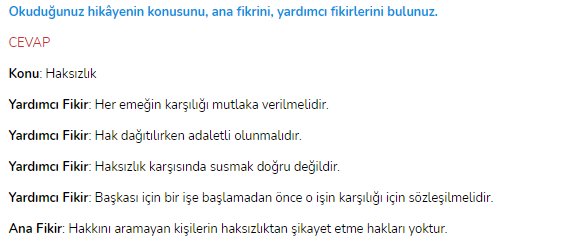 Okuduğunuz hikâyenin konusunu, ana fikrini, yardımcı fikirlerini bulunuz.
CEVAP
Konu: Haksızlık
Yardımcı Fikir: Her emeğin karşılığı mutlaka verilmelidir.
Yardımcı Fikir: Hak dağıtılırken adaletli olunmalıdır.
Yardımcı Fikir: Haksızlık karşısında susmak doğru değildir.
Yardımcı Fikir: Başkası için bir işe başlamadan önce o işin karşılığı için sözleşilmelidir.
Ana Fikir: Hakkını aramayan kişilerin haksızlıktan şikayet etme hakları yoktur.